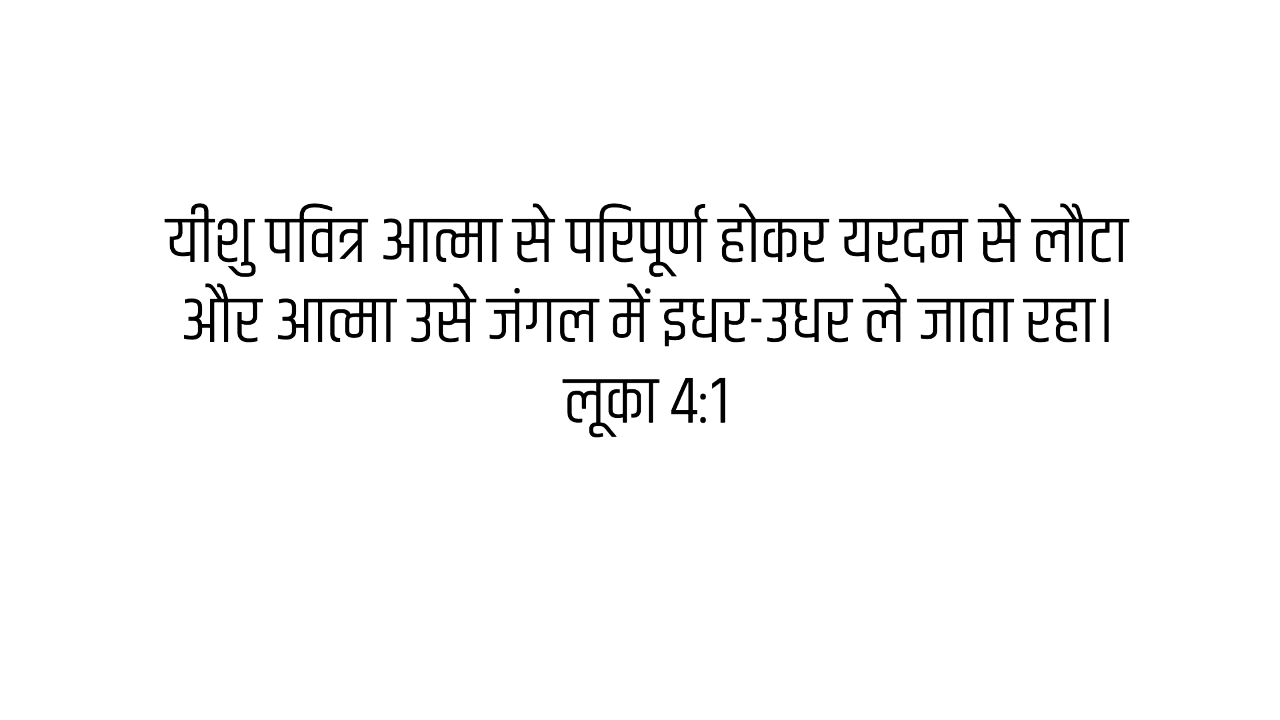 यीशु पवित्र आत्मा से परिपूर्ण होकर यरदन से लौटा
और आत्मा उसे जंगल में इधर-उधर ले जाता रहा।
लूका 4:1